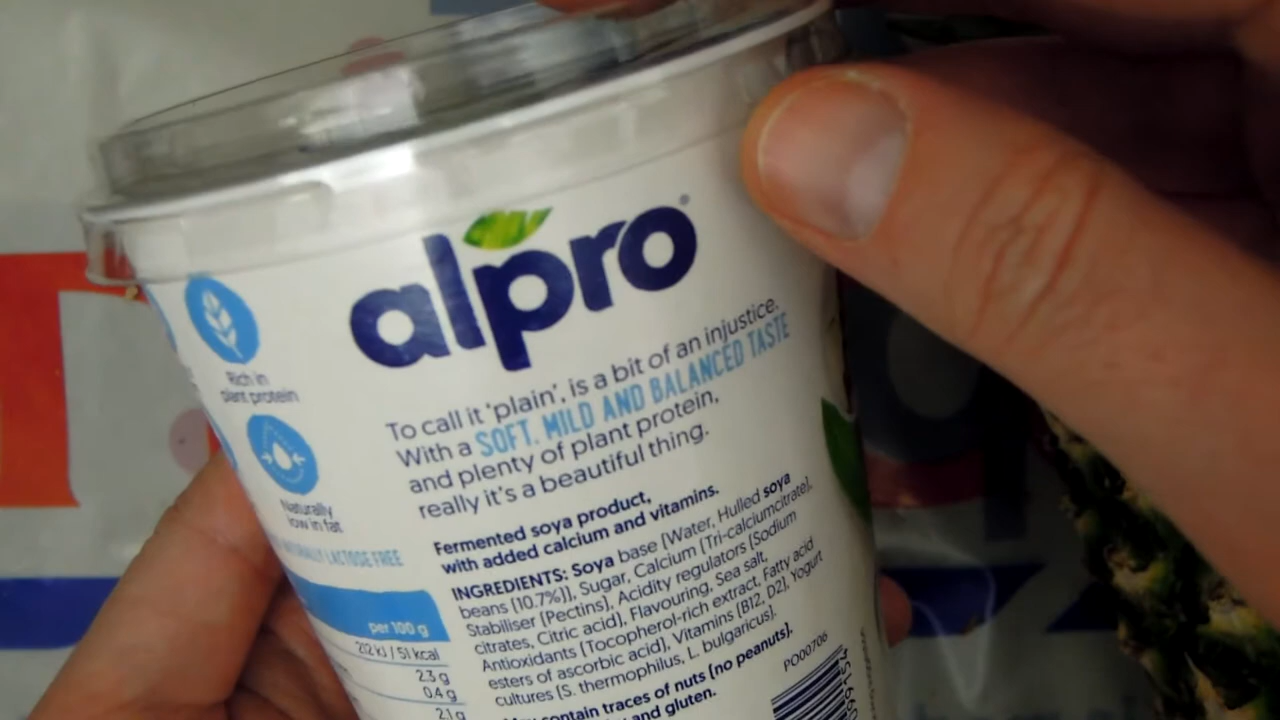 alpro
Rich in
plant protein
Naturally
low in fat
NATURALLY LACTOSE FREE
To call it 'plain', is a bit of an injustice.
With a SOFT, MILD AND BALANCED TASTE
and plenty of plant protein,
really it's a beautiful thing.
Fermented soya product,
with added calcium and vitamins.
INGREDIENTS: Soya base [Water, Hulled soya
beans [10.7%]], Sugar, Calcium [Tri-calciumcitrate],
Stabiliser [Pectins], Acidity regulators [Sodium
citrates, Citric acid], Flavouring, Sea salt,
Antioxidants [Tocopherol-rich extract, Fatty acid
esters of ascorbic acid], Vitamins [B12, D2], Yogurt
cultures [S. thermophilus, L. bulgaricus].
contain traces of nuts [no peanuts],
and gluten.
per 100 g
212 kJ / 51 kcal
2.3 g
0.4 g
2.1 g
PO00706